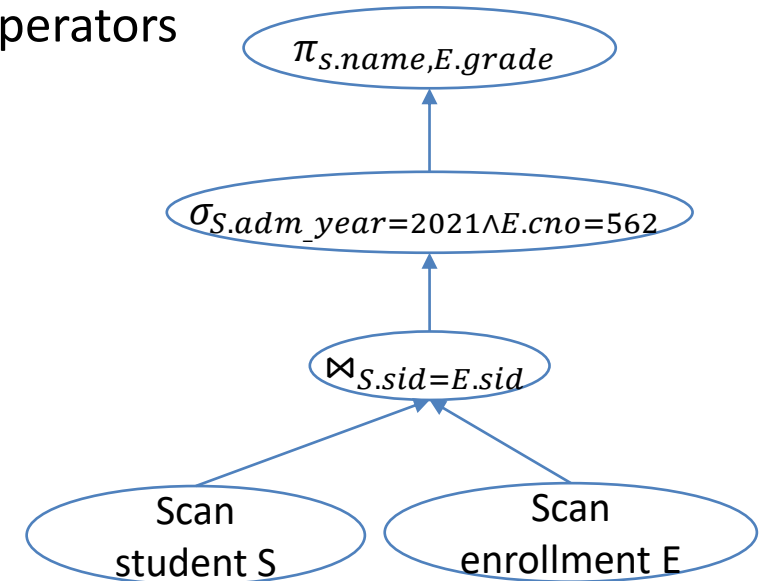 perators
π_{s.name,E.grade}
σ_{S.adm_year=2021∧E.cno=562}
⋈_{S.sid=E.sid}
Scan
student S
Scan
enrollment E